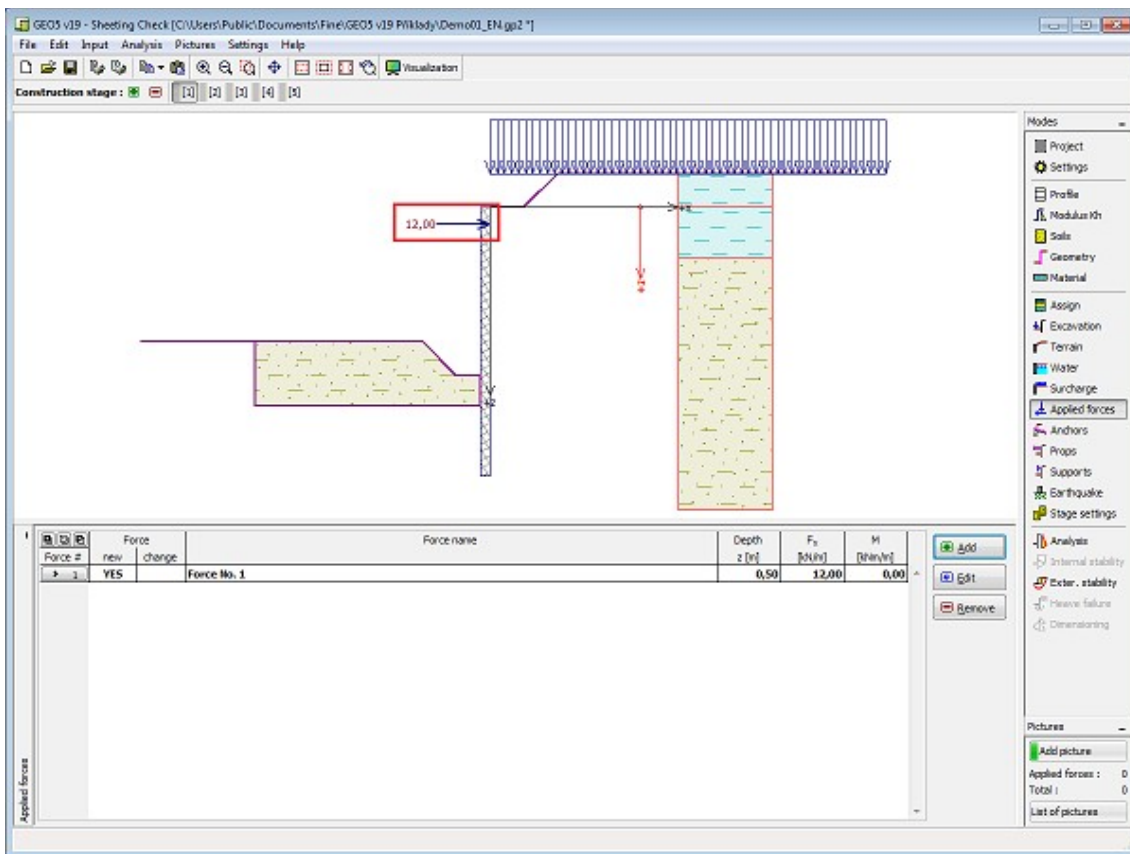 GEO5 v19 - Sheeting Check [C:\Users\Public\Documents\Fine\GEO5 v19 Příklady\Demo01_EN.gp2 *]
File Edit Input Analysis Pictures Settings Help
Visualization
Construction stage : [1] [2] [3] [4] [5]
12,00
+x
+z
+z
Modes
Project
Settings
Profile
Modulus Kh
Soils
Geometry
Material
Assign
Excavation
Terrain
Water
Surcharge
Applied forces
Anchors
Props
Supports
Earthquake
Stage settings
Analysis
Internal stability
Exter. stability
Heave failure
Dimensioning
Pictures
Add picture
Applied forces : 0
Total : 0
List of pictures
Force Force name Depth M
Force # new change z [m] [kN/m] [kNm/m]
1 YES Force No. 1 0,50 12,00 0,00
Add
Edit
Remove
Applied forces